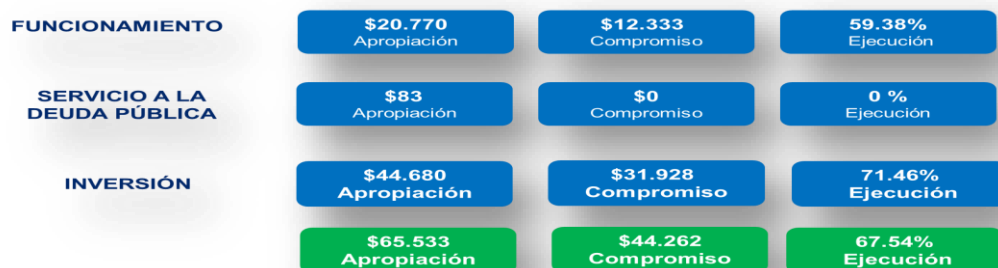 FUNCIONAMIENTO
$20.770
Apropiación
$12.333
Compromiso
59.38%
Ejecución
SERVICIO A LA
DEUDA PÚBLICA
$83
Apropiación
$0
Compromiso
0 %
Ejecución
INVERSIÓN
$44.680
Apropiación
$31.928
Compromiso
71.46%
Ejecución
$65.533
Apropiación
$44.262
Compromiso
67.54%
Ejecución